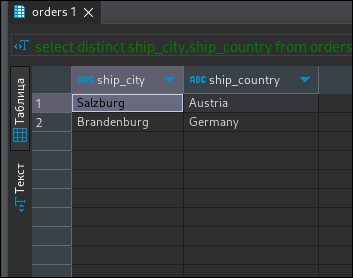 orders 1
select distinct ship_city,ship_country from orders
ABC ship_city ABC ship_country
1 Salzburg Austria
2 Brandenburg Germany
Таблица
Текст